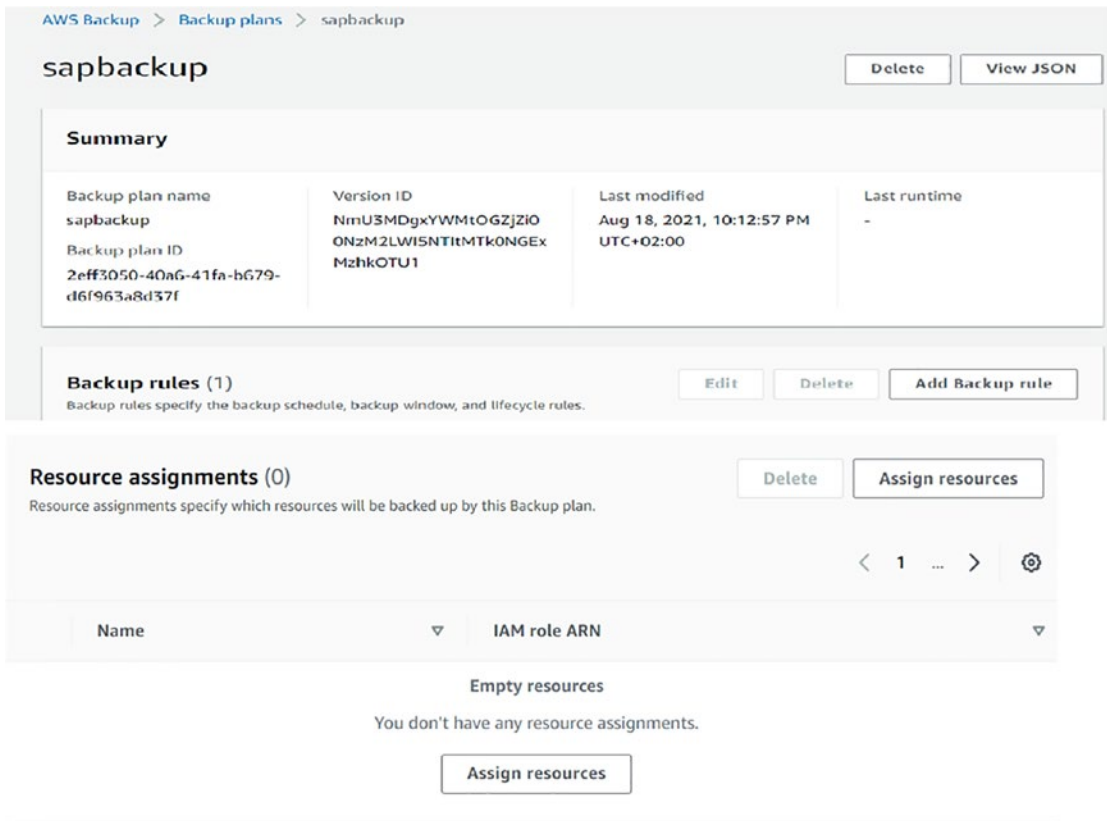 AWS Backup > Backup plans > sapbackup
sapbackup
Delete View JSON
Summary
Backup plan name Version ID Last modified Last runtime
sapbackup NmU3MDgxYWMtOGZjZi0 Aug 18, 2021, 10:12:57 PM -
Backup plan ID 0NzM2LWI5NTItMTk0NGEx UTC+02:00
2eff3050-40a6-41fa-b679- MzhkOTU1
d6f963a8d37f
Backup rules (1) Edit Delete Add Backup rule
Backup rules specify the backup schedule, backup window, and lifecycle rules.
Resource assignments (0) Delete Assign resources
Resource assignments specify which resources will be backed up by this Backup plan.
< 1 ... >
Name IAM role ARN
Empty resources
You don't have any resource assignments.
Assign resources